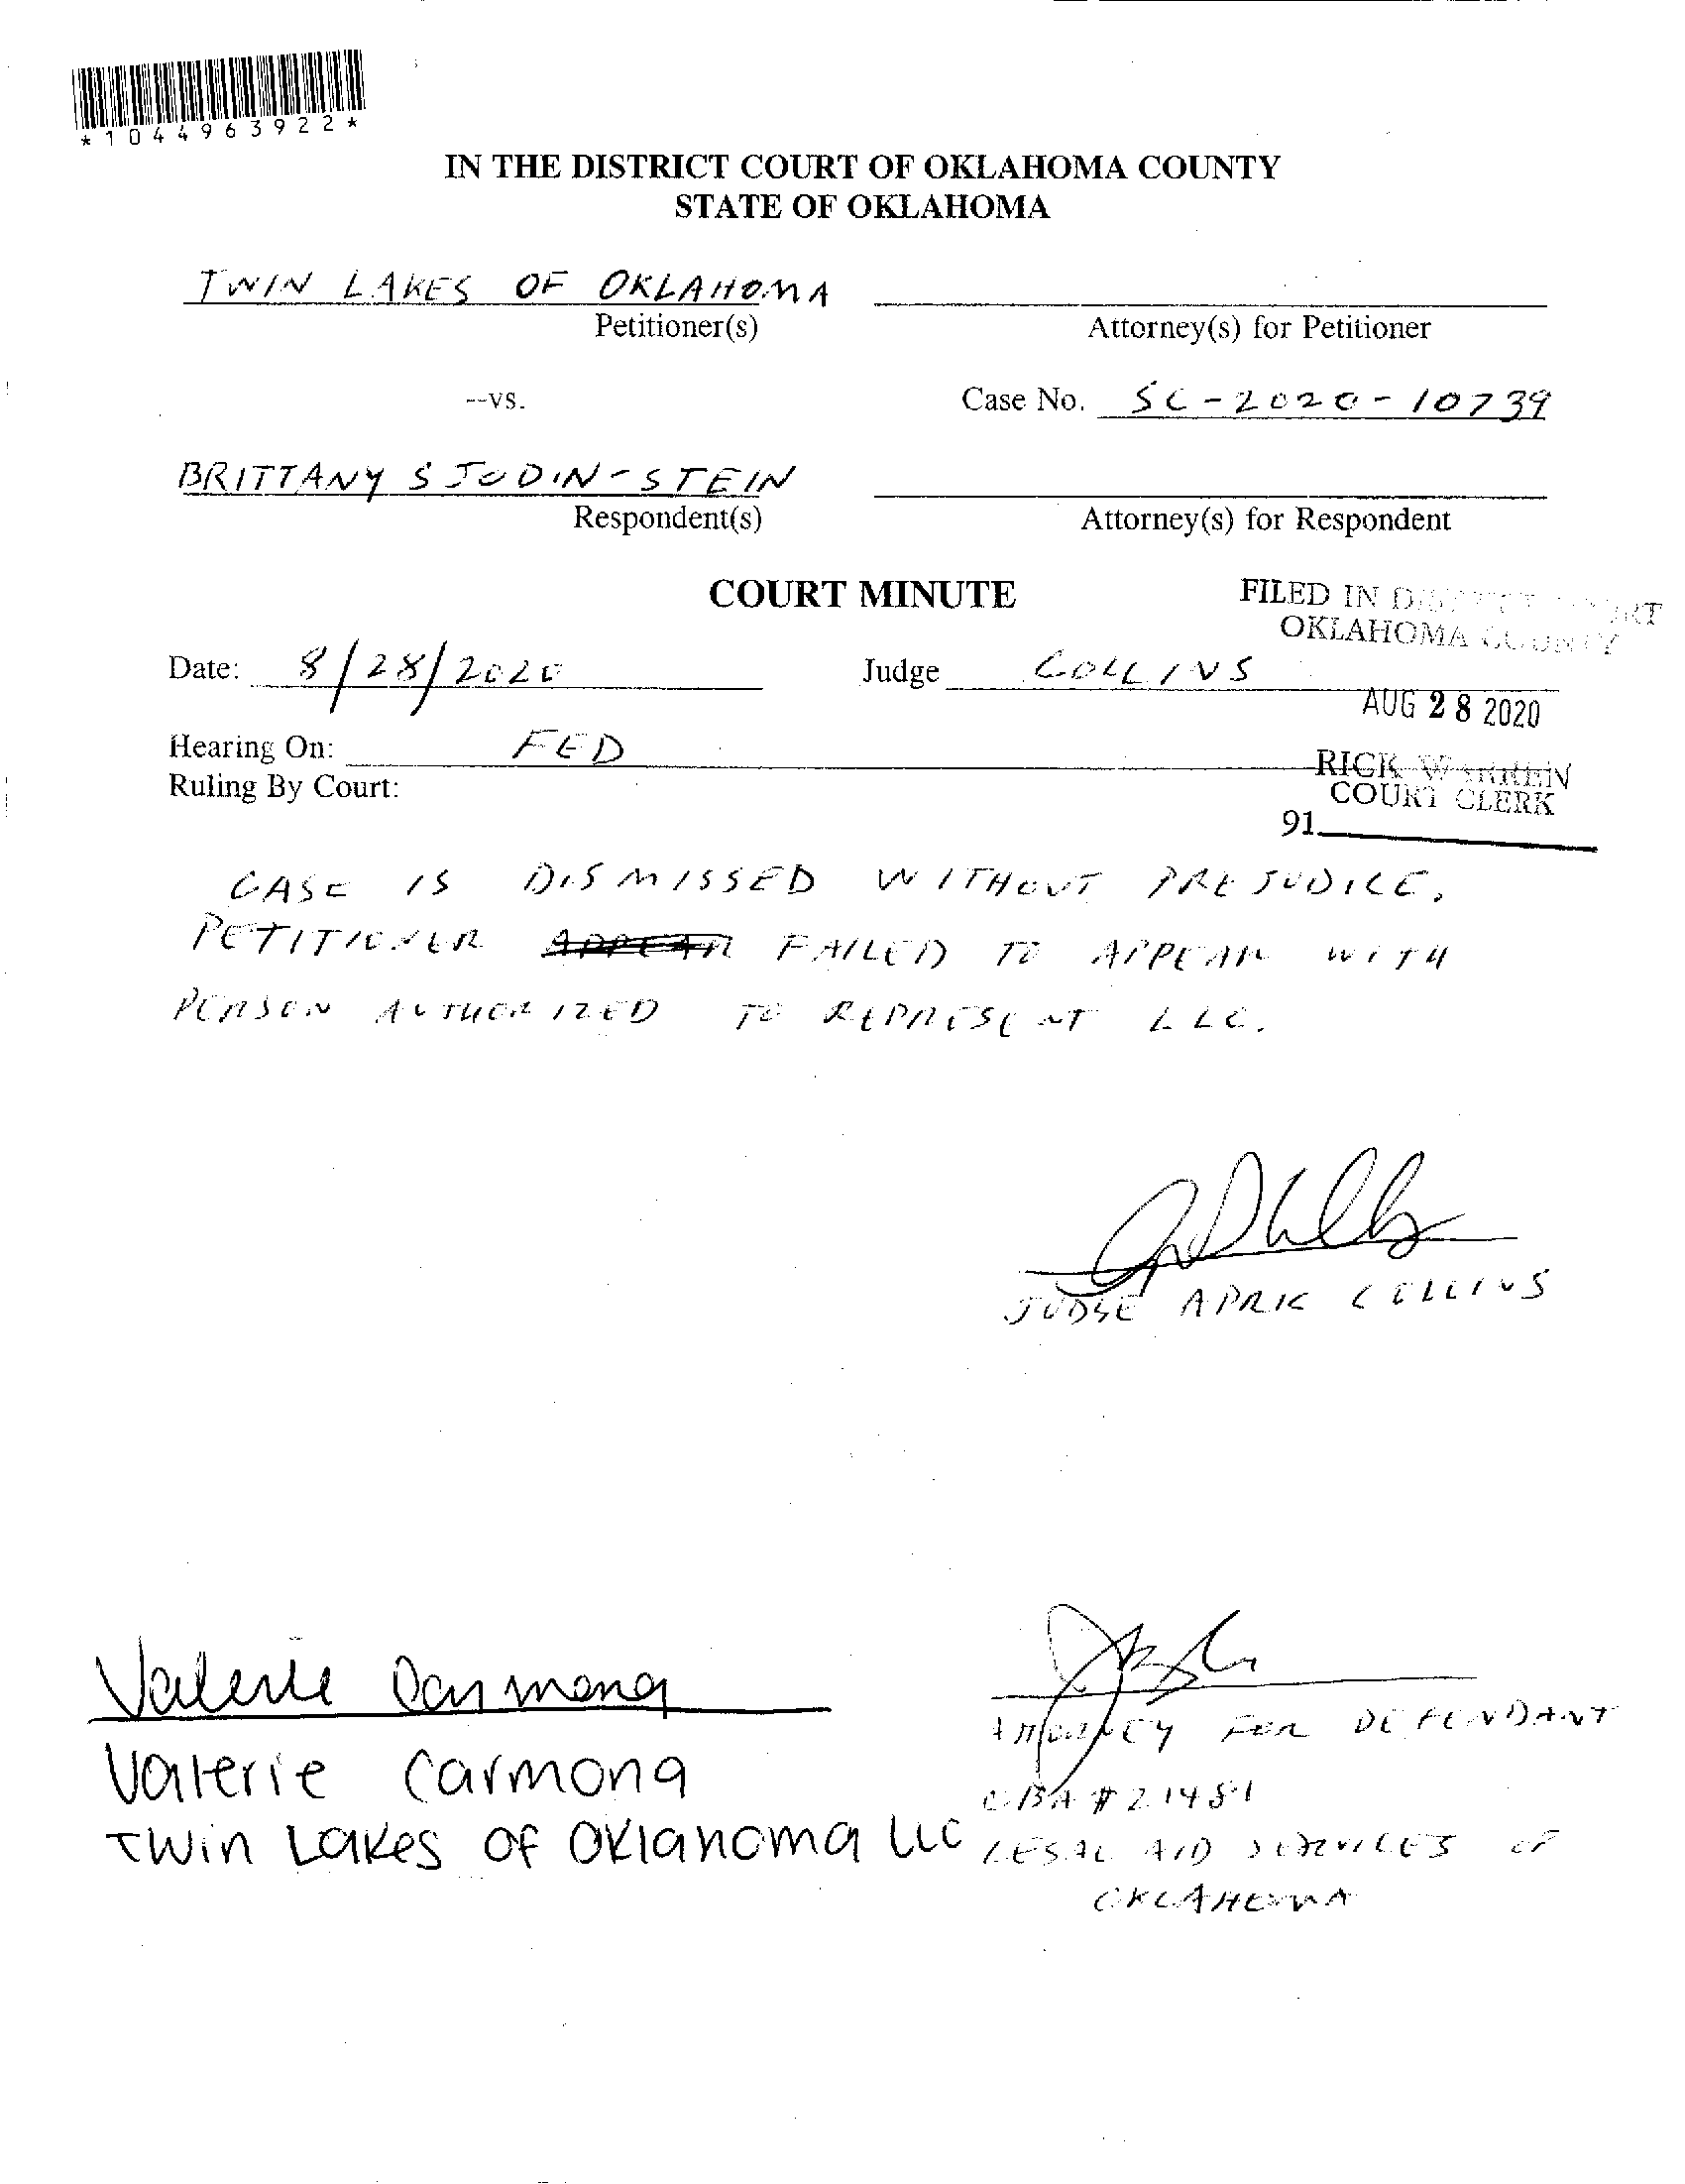 *1044963922*
IN THE DISTRICT COURT OF OKLAHOMA COUNTY
STATE OF OKLAHOMA
TWIN LAKES OF OKLAHOMA
Petitioner(s)
Attorney(s) for Petitioner
--vs.
Case No. SC-2020-10739
BRITTANY SJODIN-STEIN
Respondent(s)
Attorney(s) for Respondent
COURT MINUTE
FILED IN DISTRICT COURT
OKLAHOMA COUNTY
Date: 8/28/2020
Judge COLLINS
AUG 28 2020
Hearing On: FED
RICK WARREN
Ruling By Court:
COURT CLERK
91
CASE IS DISMISSED WITHOUT PREJUDICE.
PETITIONER APPEAR FAILED TO APPEAR WITH
PERSON AUTHORIZED TO REPRESENT LLC.
JUDGE COLLINS
Valerie Carmona
ATTORNEY FOR DEFENDANT
Valerie Carmona
OBA # 21481
Twin Lakes of Oklahoma LLC
LEGAL AID SERVICES OF
OKLAHOMA